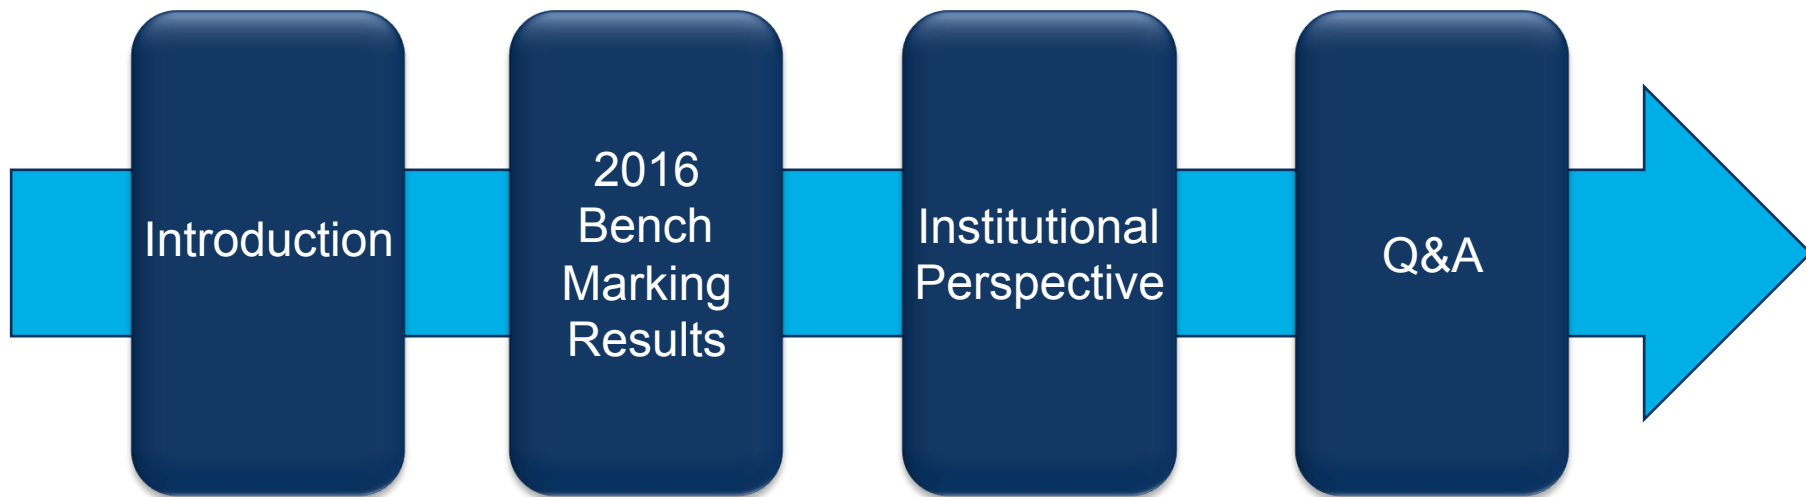 Introduction
2016
Bench
Marking
Results
Institutional
Perspective
Q&A